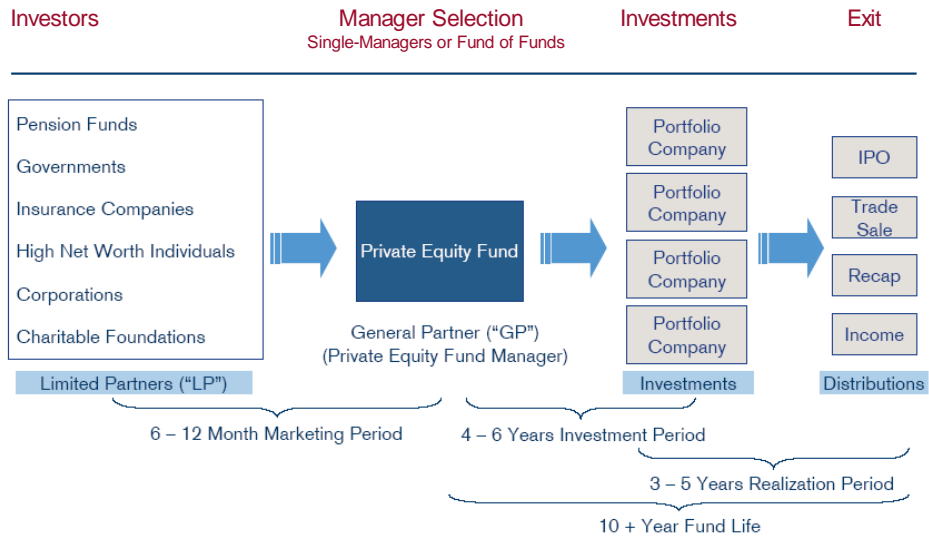 Investors
Manager Selection
Single-Managers or Fund of Funds
Investments
Exit
Pension Funds
Governments
Insurance Companies
High Net Worth Individuals
Corporations
Charitable Foundations
Limited Partners (“LP”)
Private Equity Fund
General Partner (“GP”)
(Private Equity Fund Manager)
Portfolio
Company
Portfolio
Company
Portfolio
Company
Portfolio
Company
Investments
IPO
Trade
Sale
Recap
Income
Distributions
6 – 12 Month Marketing Period
4 – 6 Years Investment Period
3 – 5 Years Realization Period
10 + Year Fund Life